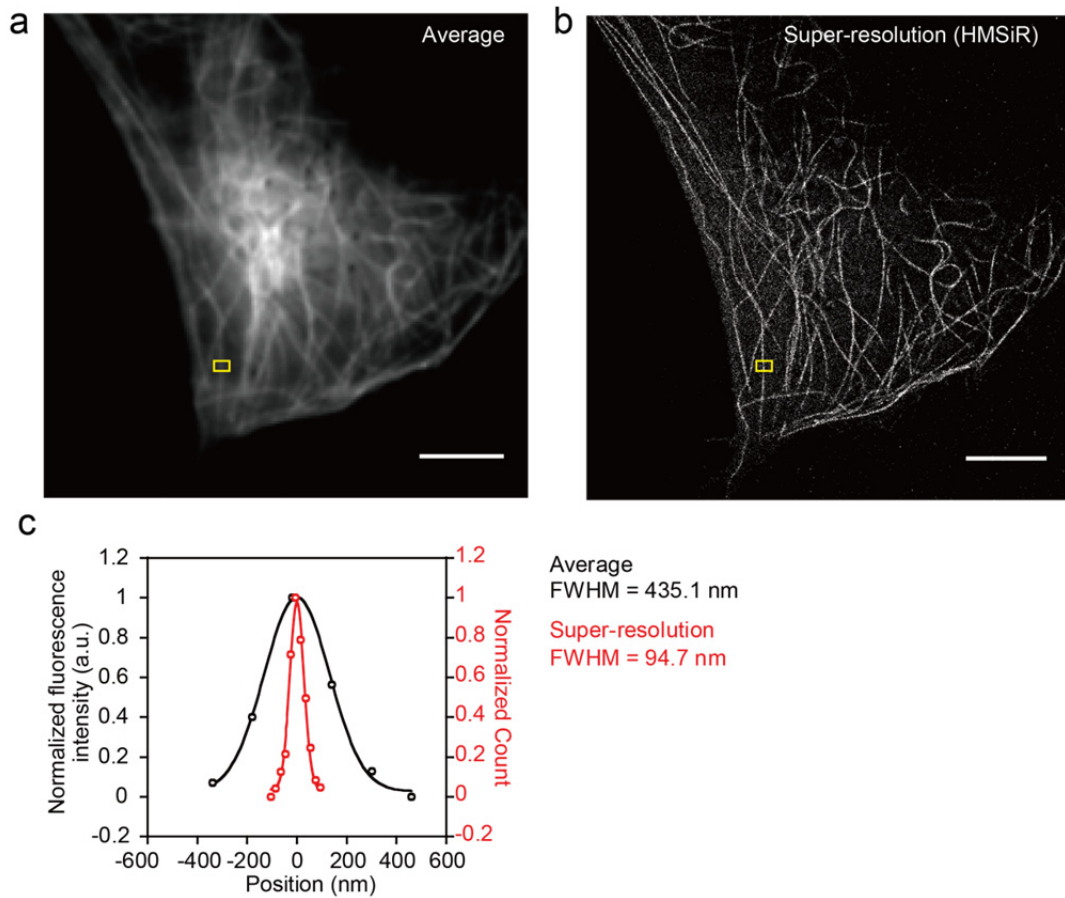 a
Average
b
Super-resolution (HMSiR)
c
Normalized fluorescence
intensity (a.u.)
1.2
1
0.8
0.6
0.4
0.2
0
-0.2
1.2
1
0.8
0.6
0.4
0.2
0
-0.2
Normalized Count
-600 -400 -200 0 200 400 600
Position (nm)
Average
FWHM = 435.1 nm
Super-resolution
FWHM = 94.7 nm